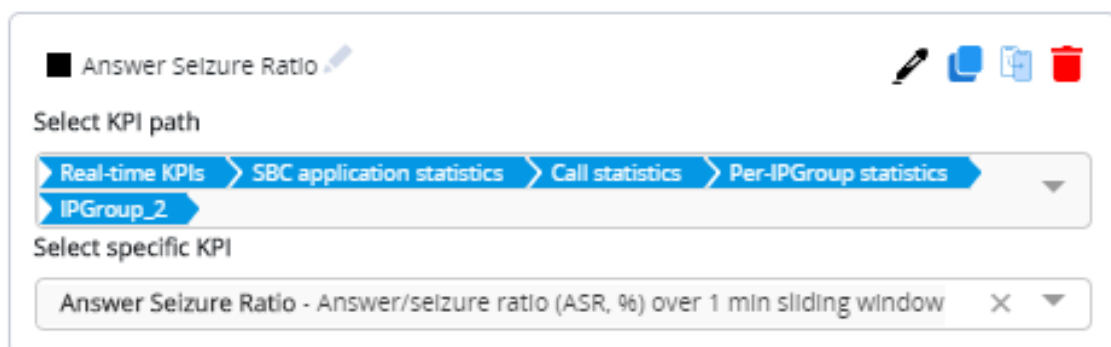 Answer Seizure Ratio
Select KPI path
Real-time KPIs SBC application statistics Call statistics Per-IPGroup statistics
IPGroup_2
Select specific KPI
Answer Seizure Ratio - Answer/seizure ratio (ASR, %) over 1 min sliding window